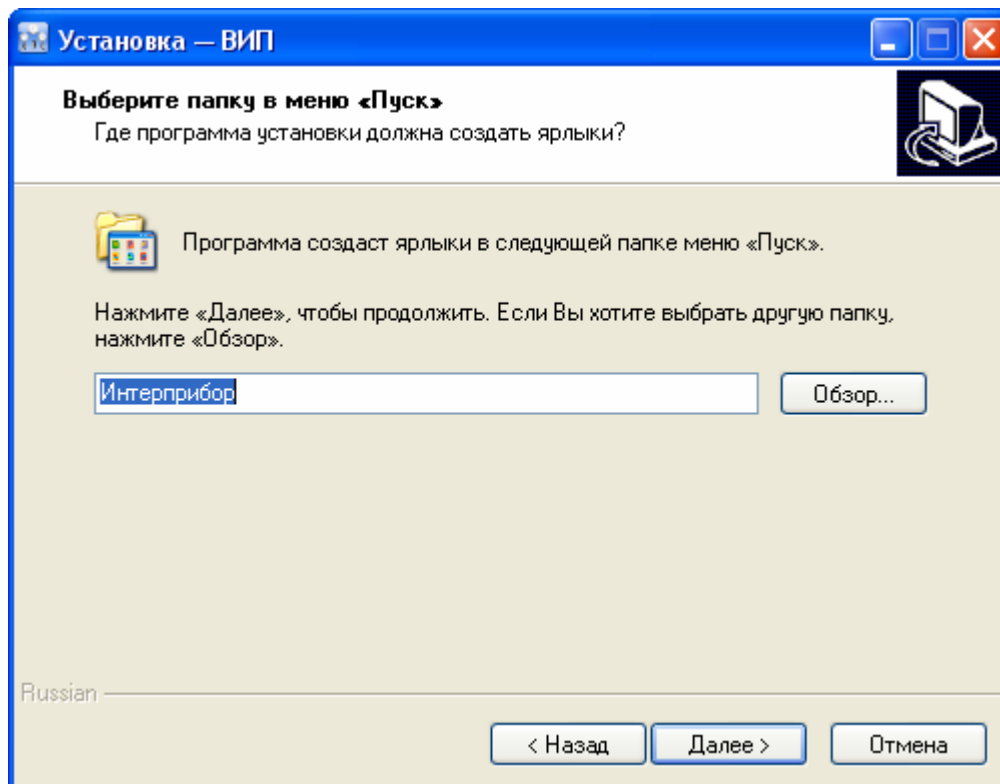 Установка — ВИП
Выберите папку в меню «Пуск»
Где программа установки должна создать ярлыки?
Программа создаст ярлыки в следующей папке меню «Пуск».
Нажмите «Далее», чтобы продолжить. Если Вы хотите выбрать другую папку,
нажмите «Обзор».
Интерприбор
Обзор...
Russian
< Назад
Далее >
Отмена